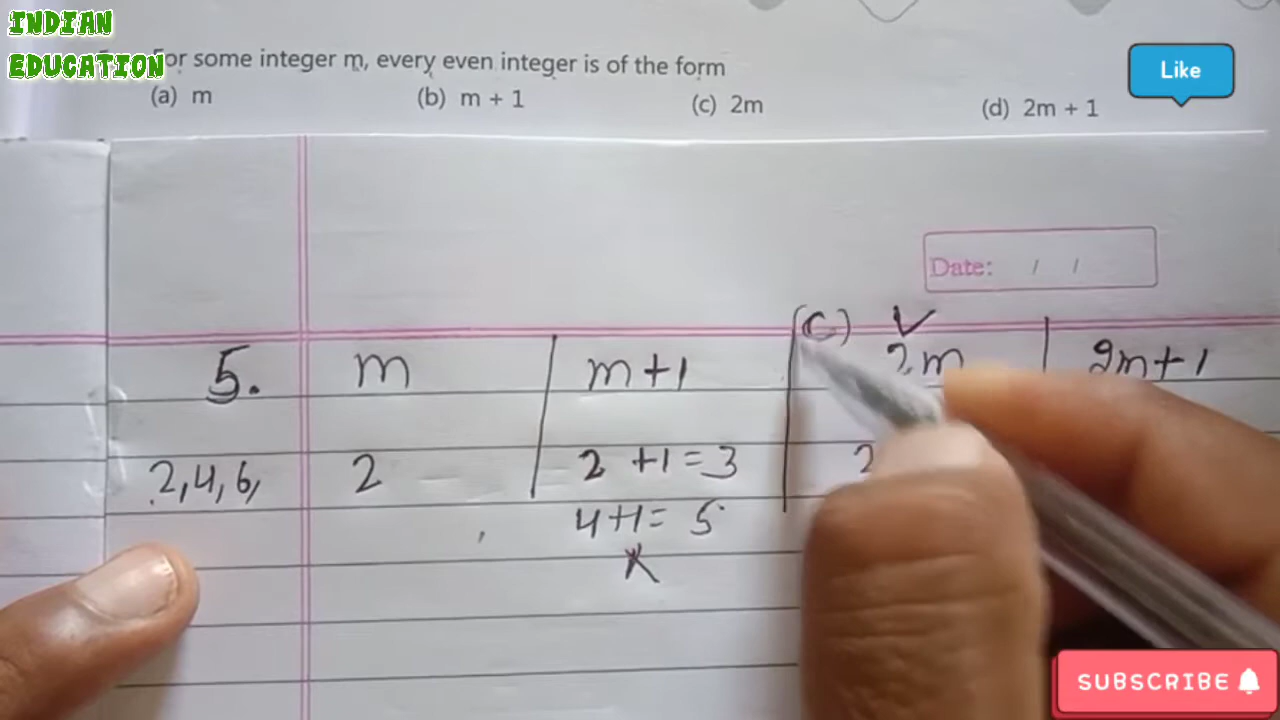 INDIAN
EDUCATION
For some integer m, every even integer is of the form
(a) m (b) m + 1 (c) 2m (d) 2m + 1
Like
Date: / /
(C) ✓
5. m m+1 2m 2m+1
2,4,6, 2 2 +1 = 3 2
4+1= 5
SUBSCRIBE